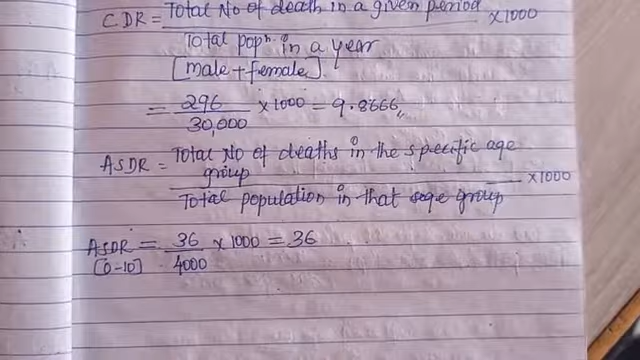 CDR = Total No of death in a given period × 1000
Total popⁿ in a year
[male + female]
= 296 / 30,000 × 1000 = 9.8666,,
ASDR = Total No of deaths in the specific age
group × 1000
Total population in that age group
ASDR = 36 / 4000 × 1000 = 36
[0-10]